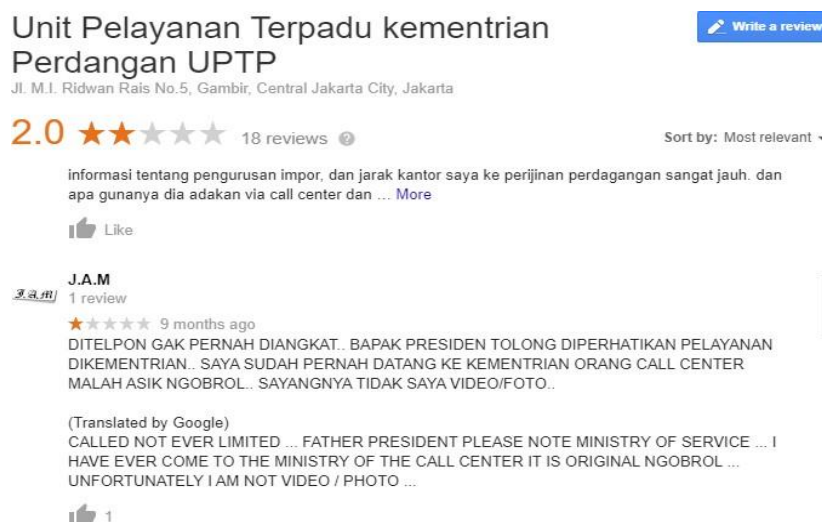 Unit Pelayanan Terpadu kementrian
Perdangan UPTP
Write a review
Jl. M.I. Ridwan Rais No.5, Gambir, Central Jakarta City, Jakarta
2.0 18 reviews
Sort by: Most relevant
informasi tentang pengurusan impor, dan jarak kantor saya ke perijinan perdagangan sangat jauh. dan
apa gunanya dia adakan via call center dan ... More
Like
J.A.M
J.A.M
1 review
9 months ago
DITELPON GAK PERNAH DIANGKAT.. BAPAK PRESIDEN TOLONG DIPERHATIKAN PELAYANAN
DIKEMENTRIAN.. SAYA SUDAH PERNAH DATANG KE KEMENTRIAN ORANG CALL CENTER
MALAH ASIK NGOBROL.. SAYANGNYA TIDAK SAYA VIDEO/FOTO..
(Translated by Google)
CALLED NOT EVER LIMITED ... FATHER PRESIDENT PLEASE NOTE MINISTRY OF SERVICE ... I
HAVE EVER COME TO THE MINISTRY OF THE CALL CENTER IT IS ORIGINAL NGOBROL ...
UNFORTUNATELY I AM NOT VIDEO / PHOTO ...
1